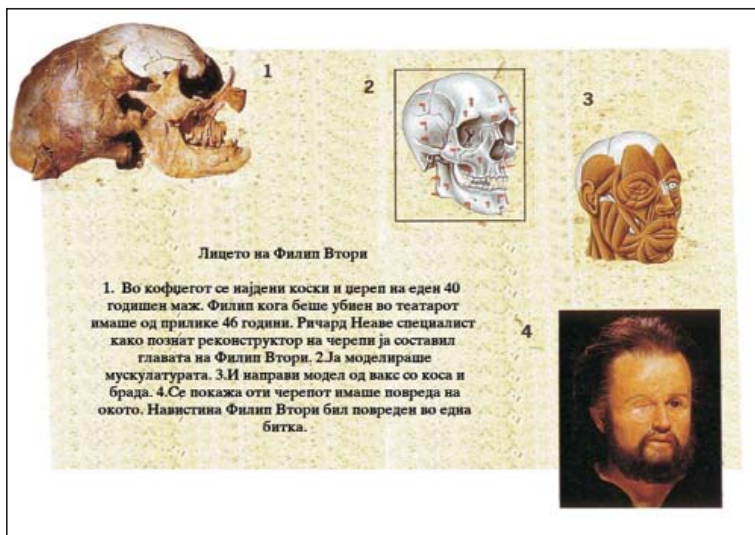 1
2
3
Лицето на Филип Втори
1. Во кофџегот се најдени коски и џереп на еден 40
годишен маж. Филип кога беше убиен во театарот
имаше од прилике 46 години. Ричард Неаве специалист
како познат реконструктор на черепи ја составил
главата на Филип Втори. 2.Ја моделираше
мускулатурата. 3.И направи модел од вакс со коса и
брада. 4.Се покажа оти черепот имаше повреда на
окото. Навистина Филип Втори бил повреден во една
битка.
4